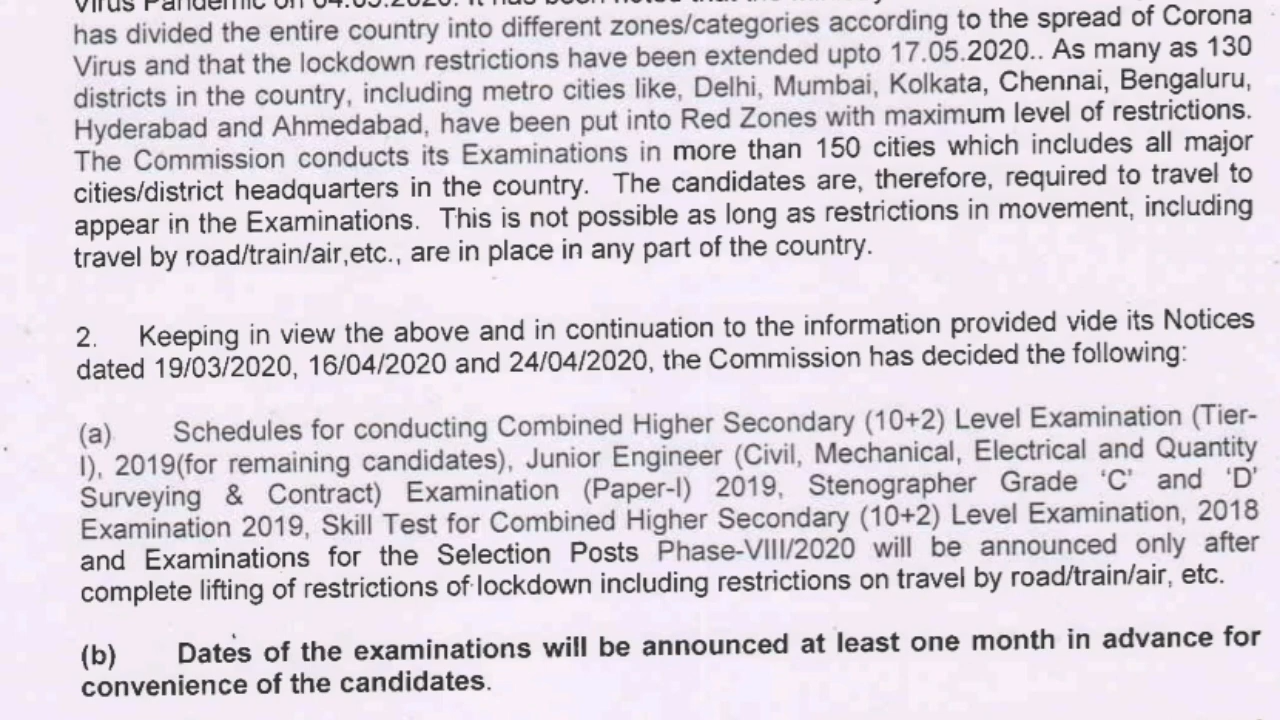 Virus Pandemic on 04.05.2020. It has been noted that the
has divided the entire country into different zones/categories according to the spread of Corona
Virus and that the lockdown restrictions have been extended upto 17.05.2020.. As many as 130
districts in the country, including metro cities like, Delhi, Mumbai, Kolkata, Chennai, Bengaluru,
Hyderabad and Ahmedabad, have been put into Red Zones with maximum level of restrictions.
The Commission conducts its Examinations in more than 150 cities which includes all major
cities/district headquarters in the country. The candidates are, therefore, required to travel to
appear in the Examinations. This is not possible as long as restrictions in movement, including
travel by road/train/air,etc., are in place in any part of the country.
2. Keeping in view the above and in continuation to the information provided vide its Notices
dated 19/03/2020, 16/04/2020 and 24/04/2020, the Commission has decided the following:
(a) Schedules for conducting Combined Higher Secondary (10+2) Level Examination (Tier-
I), 2019(for remaining candidates), Junior Engineer (Civil, Mechanical, Electrical and Quantity
Surveying & Contract) Examination (Paper-I) 2019, Stenographer Grade ‘C’ and ‘D’
Examination 2019, Skill Test for Combined Higher Secondary (10+2) Level Examination, 2018
and Examinations for the Selection Posts Phase-VIII/2020 will be announced only after
complete lifting of restrictions of lockdown including restrictions on travel by road/train/air, etc.
(b) Dates of the examinations will be announced at least one month in advance for
convenience of the candidates.